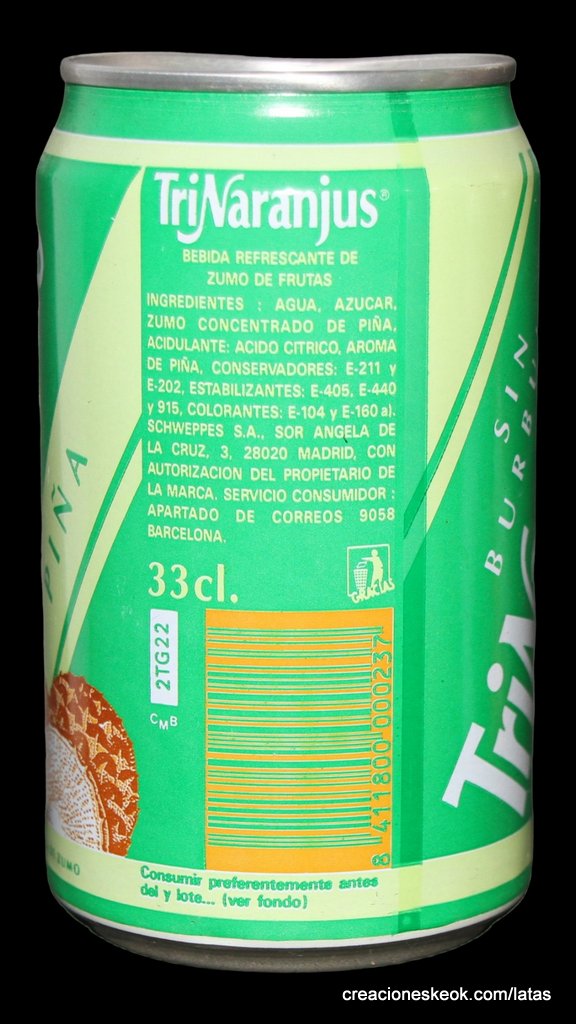 TriNaranjus®
BEBIDA REFRESCANTE DE
ZUMO DE FRUTAS
INGREDIENTES : AGUA, AZUCAR,
ZUMO CONCENTRADO DE PIÑA,
ACIDULANTE: ACIDO CITRICO, AROMA
DE PIÑA, CONSERVADORES: E-211 y
E-202, ESTABILIZANTES: E-405, E-440
y 915, COLORANTES: E-104 y E-160 a).
SCHWEPPES S.A., SOR ANGELA DE
LA CRUZ, 3, 28020 MADRID, CON
AUTORIZACION DEL PROPIETARIO DE
LA MARCA. SERVICIO CONSUMIDOR :
APARTADO DE CORREOS 9058
BARCELONA.
33cl.
GRACIAS
2TG22
CMB
8 411800 000237
Consumir preferentemente antes
del y lote... (ver fondo)
PIÑA
ZUMO
SIN
BURBU
TriN
creacioneskeok.com/latas